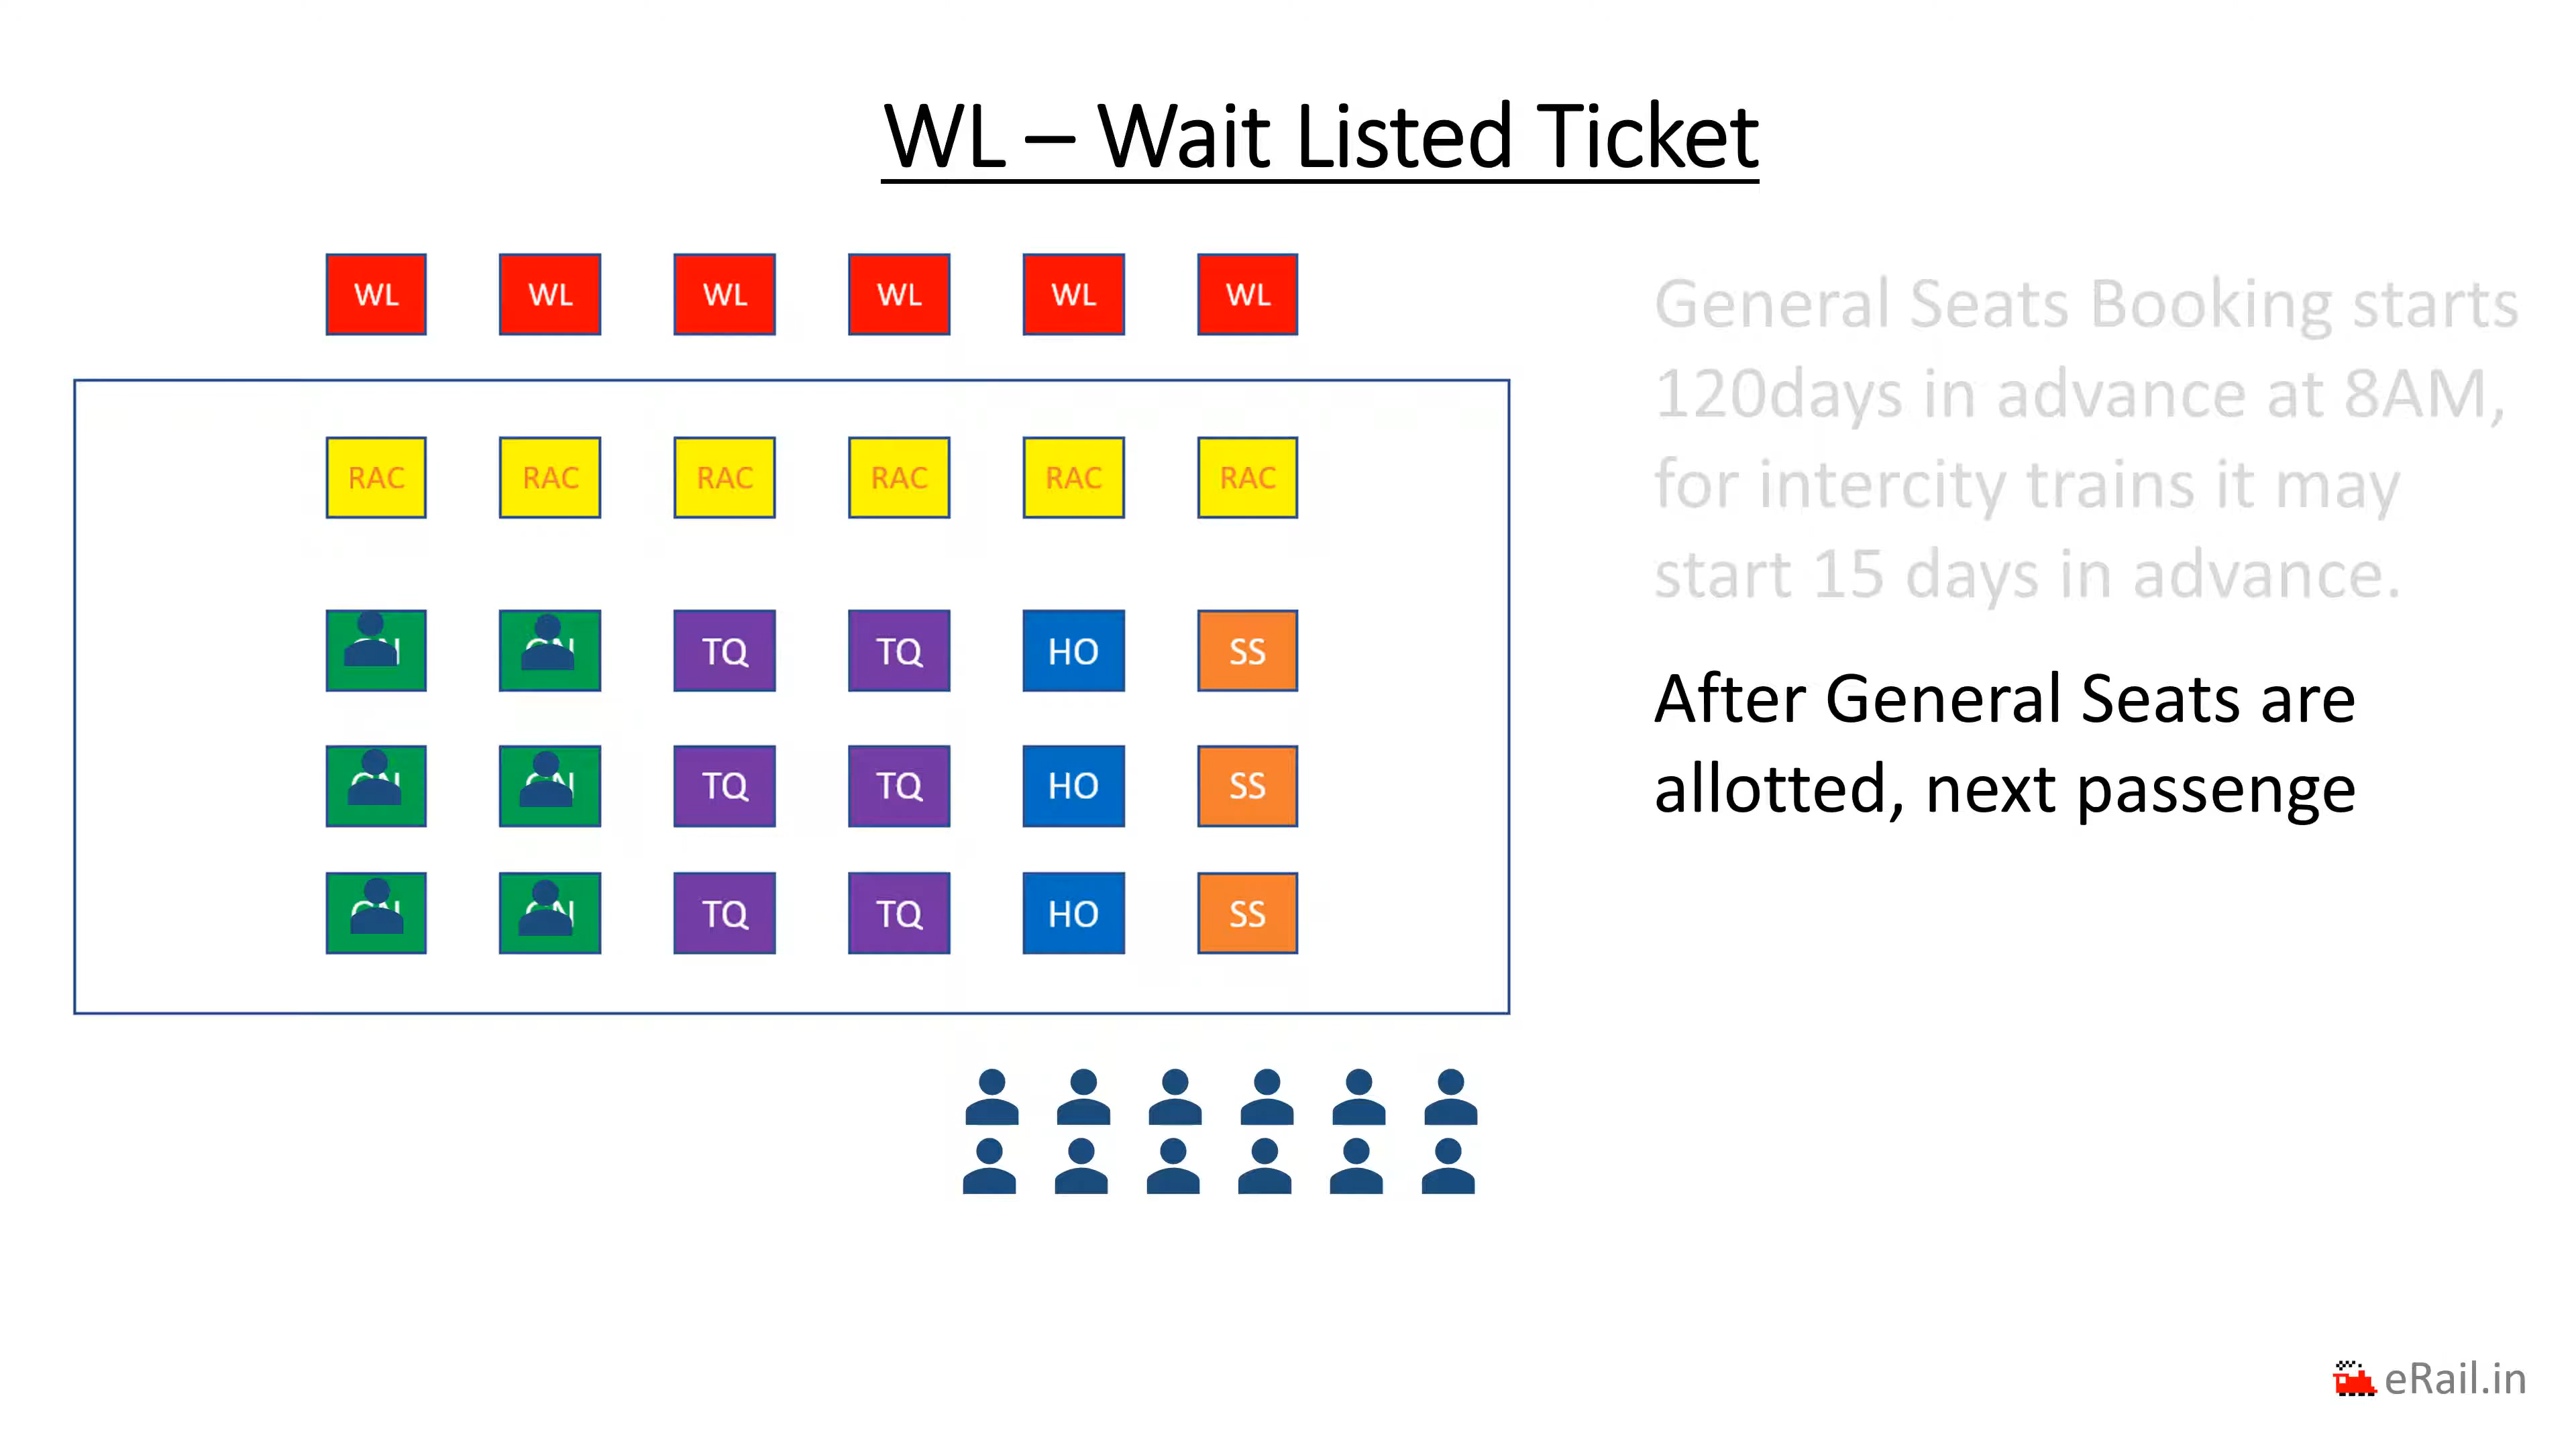 WL – Wait Listed Ticket
WL WL WL WL WL WL
RAC RAC RAC RAC RAC RAC
TQ TQ HO SS
TQ TQ HO SS
TQ TQ HO SS
General Seats Booking starts
120days in advance at 8AM,
for intercity trains it may
start 15 days in advance.
After General Seats are
allotted, next passenge
eRail.in